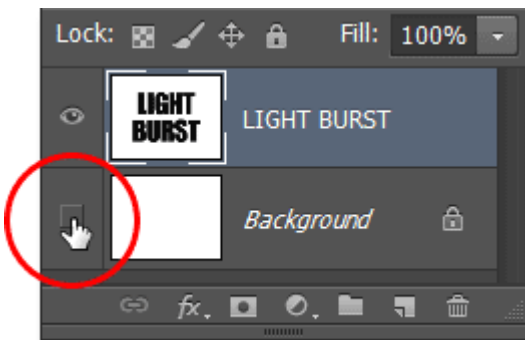 Lock: Fill: 100%
LIGHT
BURST
LIGHT BURST
Background
fx.